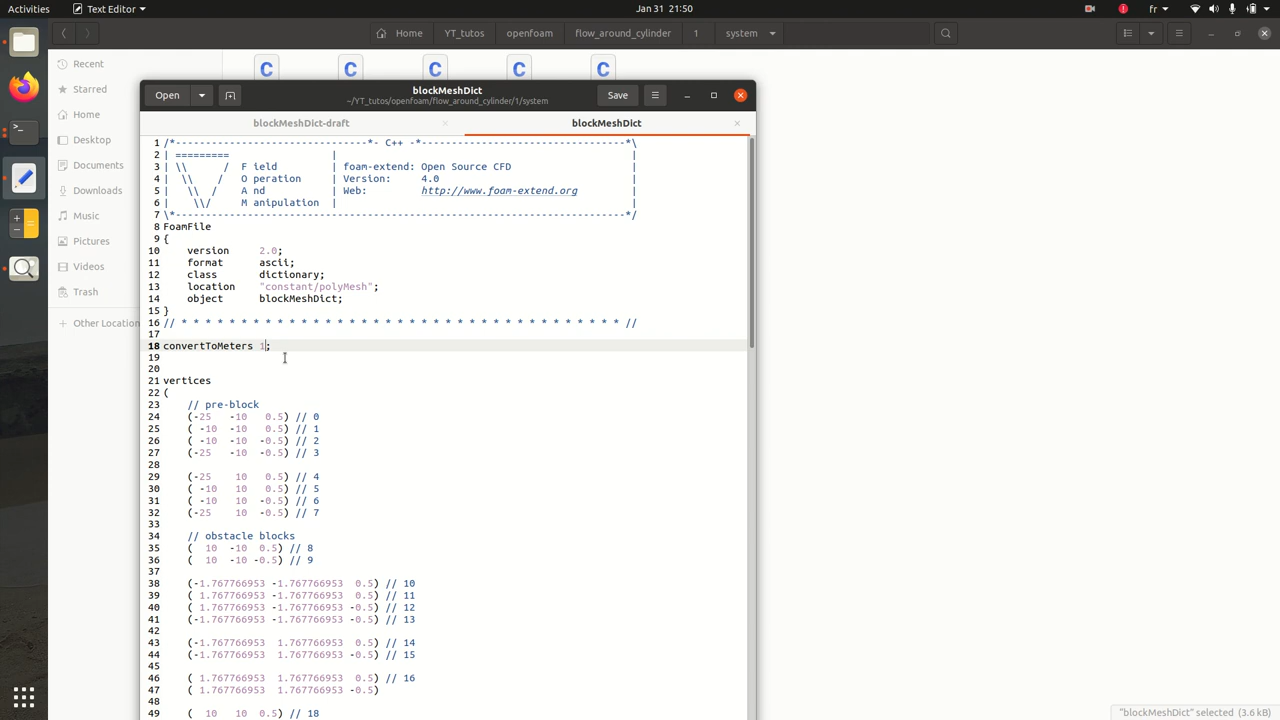 Activities Text Editor Jan 31 21:50 fr
Home YT_tutos openfoam flow_around_cylinder 1 system
Recent
Starred
Home
Desktop
Documents
Downloads
Music
Pictures
Videos
Trash
+ Other Location
C C C C C
Open blockMeshDict Save
~/YT_tutos/openfoam/flow_around_cylinder/1/system
blockMeshDict-draft × blockMeshDict ×
1 /*--------------------------------*- C++ -*----------------------------------*\
2 | ========= | |
3 | \\ / F ield | foam-extend: Open Source CFD |
4 | \\ / O peration | Version: 4.0 |
5 | \\ / A nd | Web: http://www.foam-extend.org |
6 | \\/ M anipulation | |
7 \*---------------------------------------------------------------------------*/
8 FoamFile
9 {
10 version 2.0;
11 format ascii;
12 class dictionary;
13 location "constant/polyMesh";
14 object blockMeshDict;
15 }
16 // * * * * * * * * * * * * * * * * * * * * * * * * * * * * * * * * * * * * * //
17
18 convertToMeters 1;
19
20
21 vertices
22 (
23 // pre-block
24 (-25 -10 0.5) // 0
25 ( -10 -10 0.5) // 1
26 ( -10 -10 -0.5) // 2
27 (-25 -10 -0.5) // 3
28
29 (-25 10 0.5) // 4
30 ( -10 10 0.5) // 5
31 ( -10 10 -0.5) // 6
32 (-25 10 -0.5) // 7
33
34 // obstacle blocks
35 ( 10 -10 0.5) // 8
36 ( 10 -10 -0.5) // 9
37
38 (-1.767766953 -1.767766953 0.5) // 10
39 ( 1.767766953 -1.767766953 0.5) // 11
40 ( 1.767766953 -1.767766953 -0.5) // 12
41 (-1.767766953 -1.767766953 -0.5) // 13
42
43 (-1.767766953 1.767766953 0.5) // 14
44 (-1.767766953 1.767766953 -0.5) // 15
45
46 ( 1.767766953 1.767766953 0.5) // 16
47 ( 1.767766953 1.767766953 -0.5)
48
49 ( 10 10 0.5) // 18
"blockMeshDict" selected (3.6 kB)